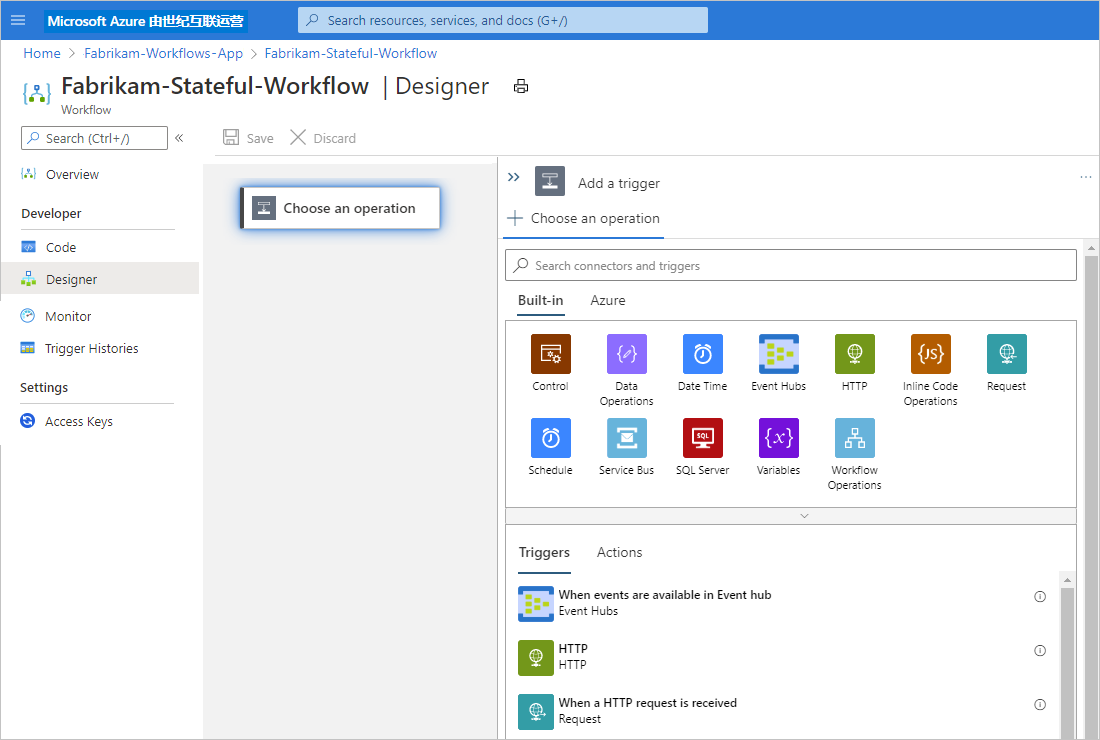 Microsoft Azure 由世纪互联运营
Search resources, services, and docs (G+/)
Home > Fabrikam-Workflows-App > Fabrikam-Stateful-Workflow
Fabrikam-Stateful-Workflow | Designer
Workflow
Search (Ctrl+/)
«
Save
Discard
Overview
Developer
Code
Designer
Monitor
Trigger Histories
Settings
Access Keys
Choose an operation
Add a trigger
...
Choose an operation
Search connectors and triggers
Built-in
Azure
Control
Data
Operations
Date Time
Event Hubs
HTTP
{JS}
Inline Code
Operations
Request
Schedule
Service Bus
SQL
SQL Server
{x}
Variables
Workflow
Operations
Triggers
Actions
When events are available in Event hub
Event Hubs
HTTP
HTTP
When a HTTP request is received
Request